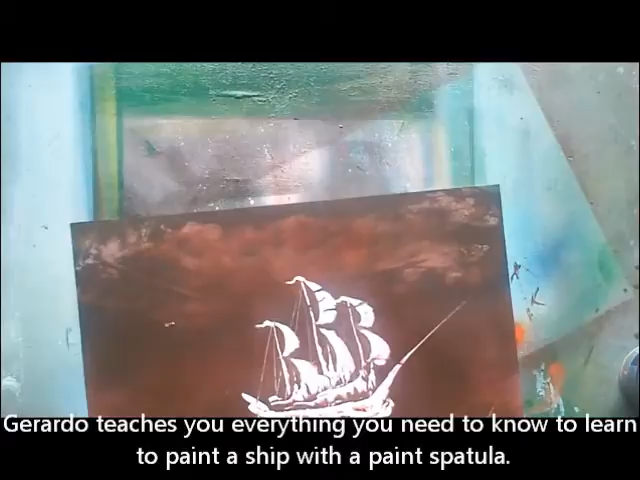 Gerardo teaches you everything you need to know to learn
to paint a ship with a paint spatula.